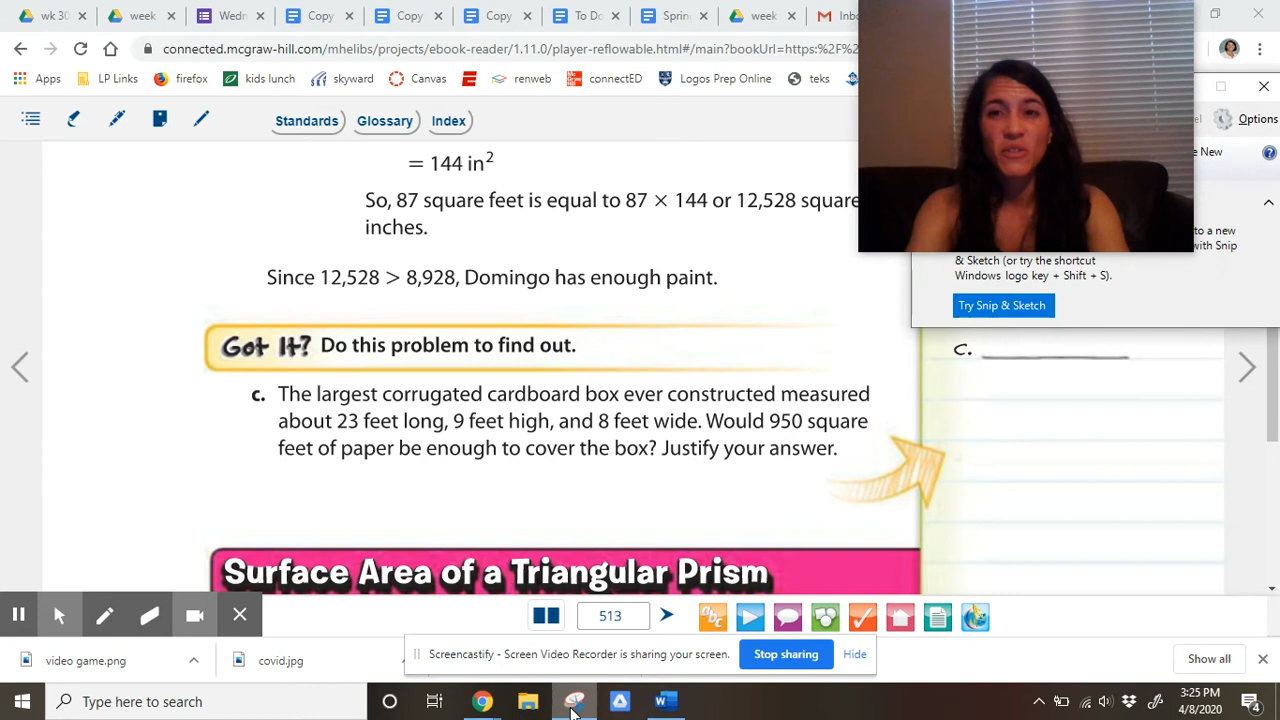 wk 30
week
Wedn
Copy
Copy
Copy
To Do
Sprin
week
Inbo
connected.mcgraw-hill.com/mhelibs/projects/ebook-reader/1.11.0/player-reflowable.html#/main?bookUrl=https:%2F%2
Apps
LP Links
firefox
kids lunch
skyward
Canvas
renweb
connectED
Logos Prep Online
teks
Standards
Glossary
Index
Options
New
to a new
with Snip
& Sketch (or try the shortcut
Windows logo key + Shift + S).
Try Snip & Sketch
= 144 in²
So, 87 square feet is equal to 87 × 144 or 12,528 square
inches.
Since 12,528 > 8,928, Domingo has enough paint.
Got It? Do this problem to find out.
c. The largest corrugated cardboard box ever constructed measured
about 23 feet long, 9 feet high, and 8 feet wide. Would 950 square
feet of paper be enough to cover the box? Justify your answer.
c.
Surface Area of a Triangular Prism
513
abc
Screencastify - Screen Video Recorder is sharing your screen.
Stop sharing
Hide
video game.png
covid.jpg
Show all
Type here to search
3:25 PM
4/8/2020
4